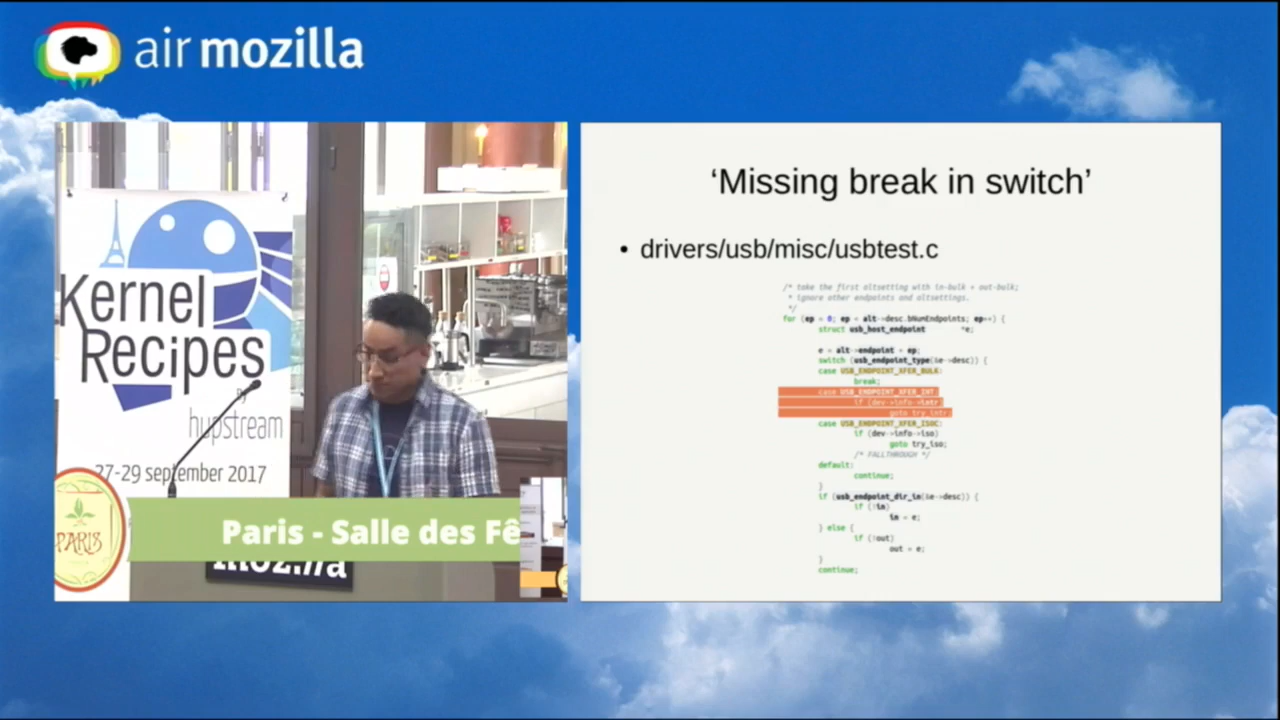 air mozilla
Kernel
Recipes
by
hupstream
27-29 september 2017
PARIS
Paris - Salle des Fê
moz://a
‘Missing break in switch’
• drivers/usb/misc/usbtest.c
/* take the first altsetting with in-bulk + out-bulk;
 * ignore other endpoints and altsettings.
 */
for (ep = 0; ep < alt->desc.bNumEndpoints; ep++) {
struct usb_host_endpoint *e;
e = alt->endpoint + ep;
switch (usb_endpoint_type(&e->desc)) {
case USB_ENDPOINT_XFER_BULK:
break;
case USB_ENDPOINT_XFER_INT:
if (dev->info->intr)
goto try_intr;
case USB_ENDPOINT_XFER_ISOC:
if (dev->info->iso)
goto try_iso;
/* FALLTHROUGH */
default:
continue;
}
if (usb_endpoint_dir_in(&e->desc)) {
if (!in)
in = e;
} else {
if (!out)
out = e;
}
continue;